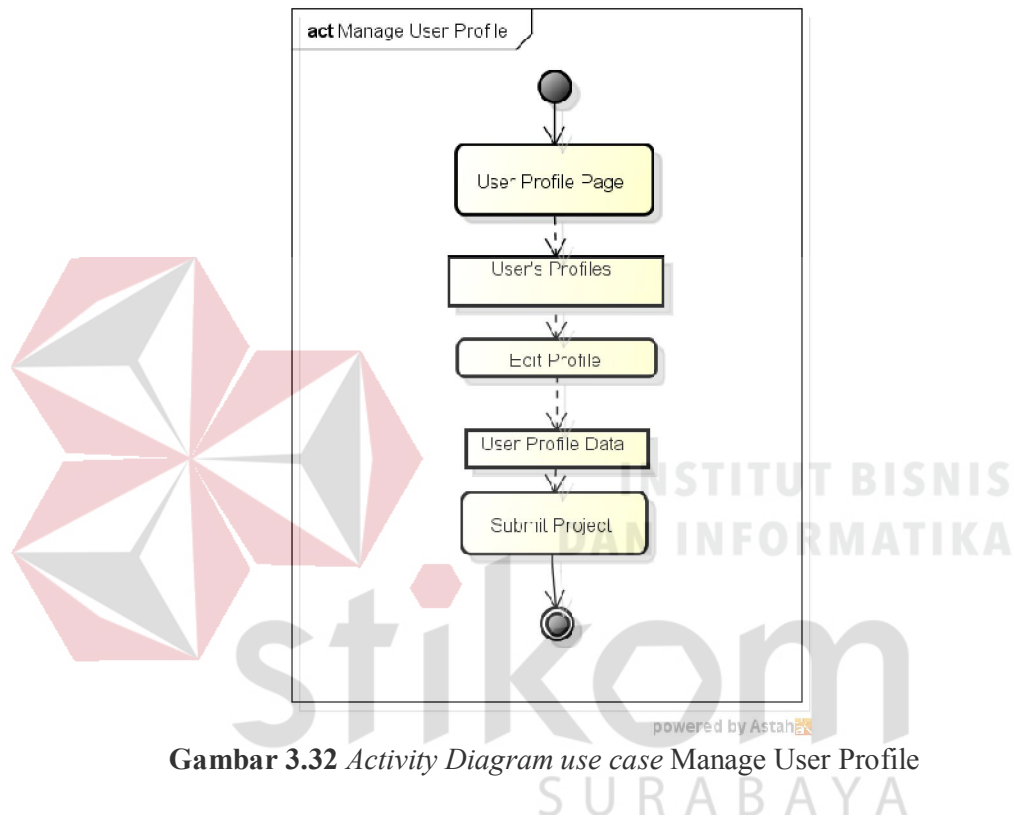 act Manage User Profile
User Profile Page
User's Profiles
Edit Profile
User Profile Data
INSTITUT BISNIS
Submit Project
DAN INFORMATIKA
stikom
powered by Astah
Gambar 3.32 Activity Diagram use case Manage User Profile
SURABAYA